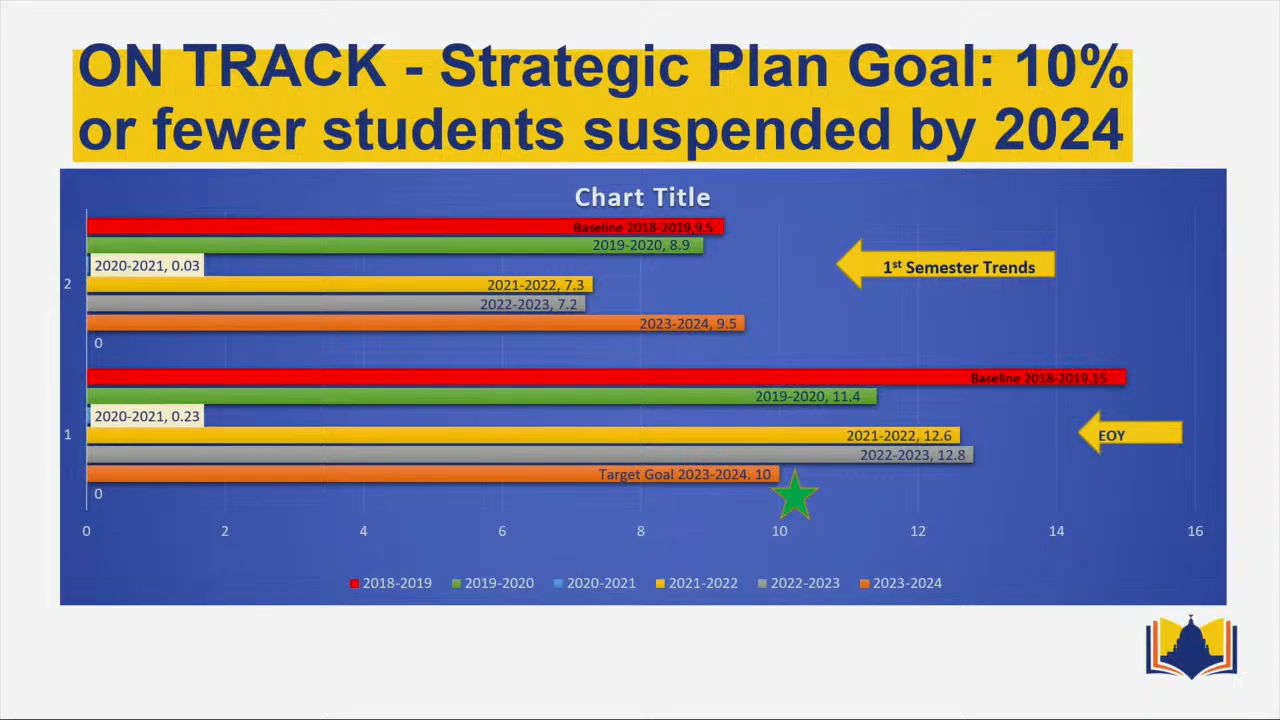 ON TRACK - Strategic Plan Goal: 10%
or fewer students suspended by 2024
Chart Title
Baseline 2018-2019,9.5
2019-2020, 8.9
2020-2021, 0.03
2
2021-2022, 7.3
2022-2023, 7.2
2023-2024, 9.5
0
1st Semester Trends
Baseline 2018-2019,15
2019-2020, 11.4
2020-2021, 0.23
1
2021-2022, 12.6
EOY
2022-2023, 12.8
Target Goal 2023-2024, 10
0
0 2 4 6 8 10 12 14 16
2018-2019 2019-2020 2020-2021 2021-2022 2022-2023 2023-2024